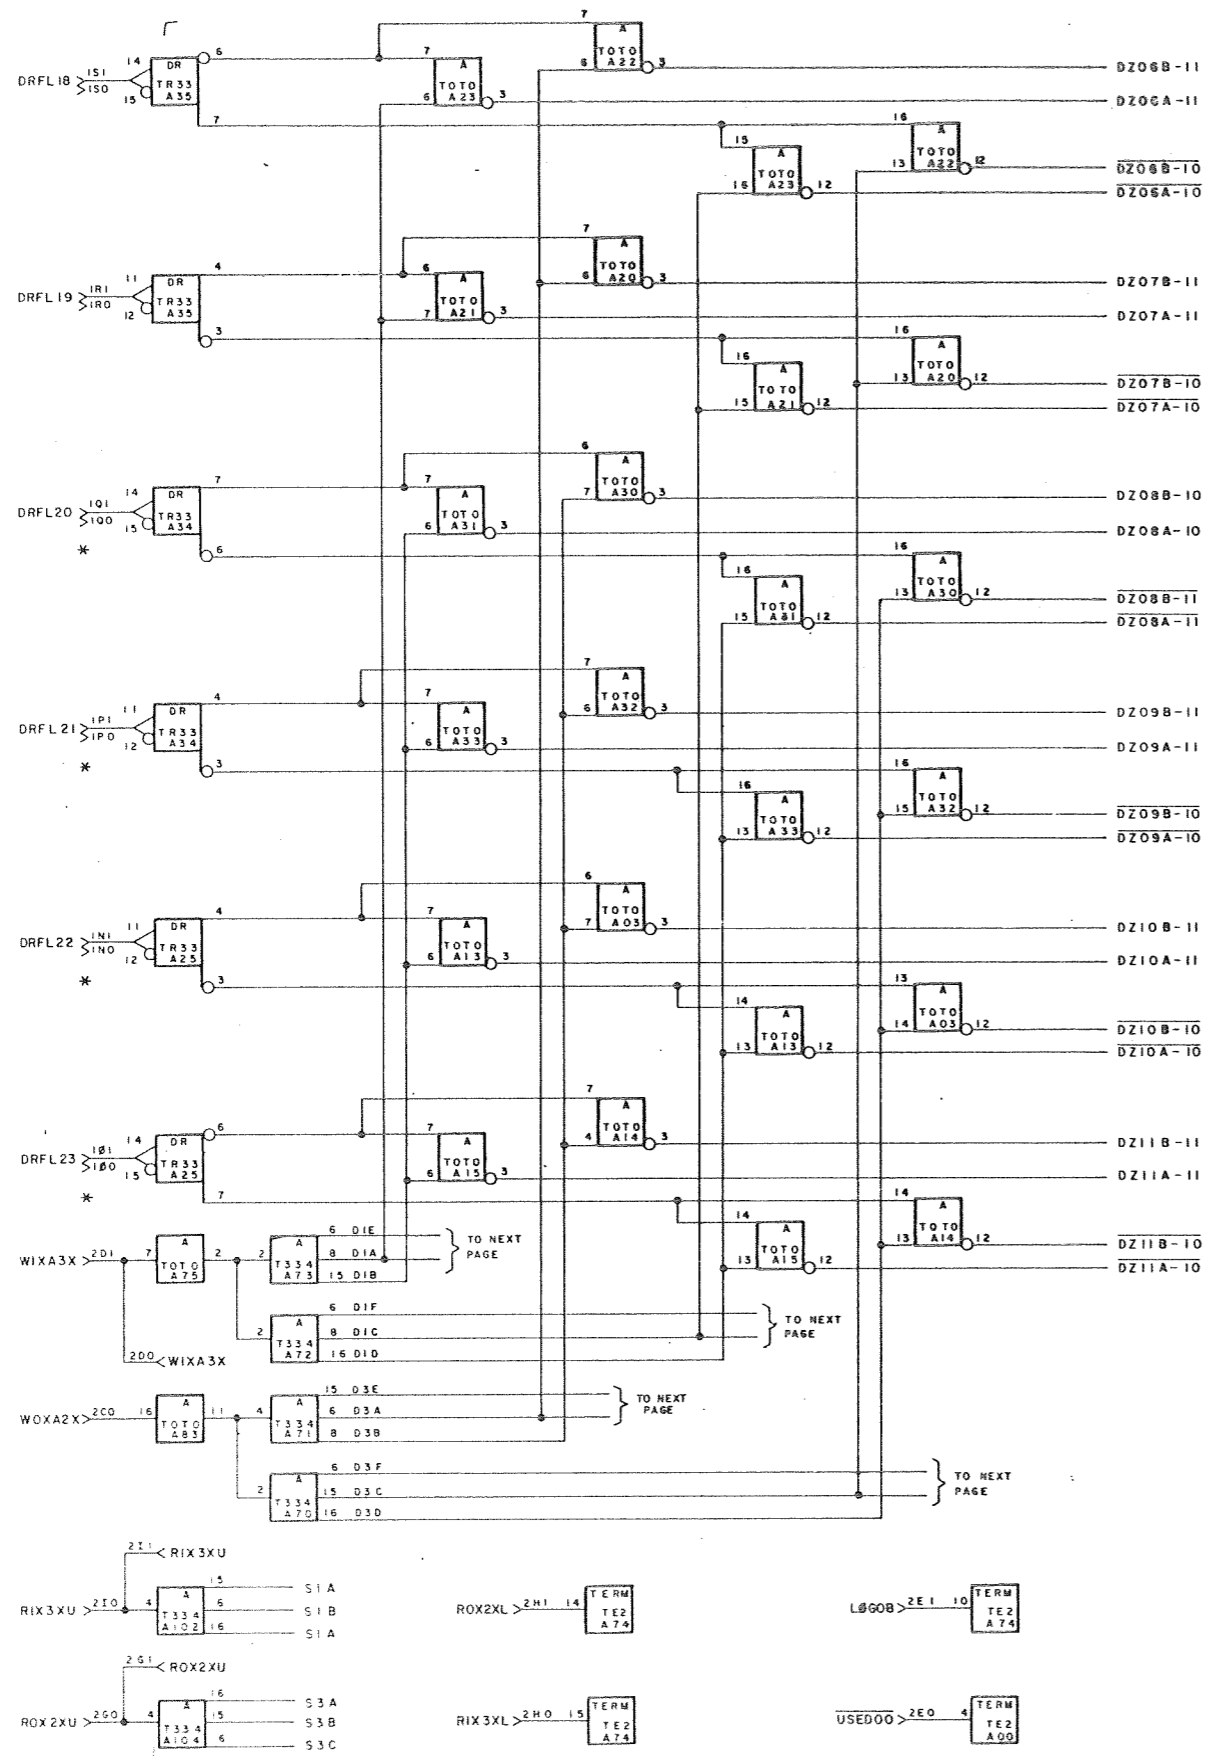 7
A
TOTO
A22
6
3
DZ06B-11
DRFL18
1S1
1S0
14
15
DR
TR33
A35
6
7
7
A
TOTO
A23
6
3
DZ06A-11
15
A
TOTO
A23
16
12
16
A
TOTO
A22
13
12
DZ06B-10
DZ06A-10
7
A
TOTO
A20
6
3
DZ07B-11
DRFL19
1R1
1R0
11
12
DR
TR33
A35
4
3
6
A
TOTO
A21
7
3
DZ07A-11
16
A
TOTO
A21
15
12
16
A
TOTO
A20
13
12
DZ07B-10
DZ07A-10
6
A
TOTO
A30
7
3
DZ08B-10
DRFL20
1Q1
1Q0
*
14
15
DR
TR33
A34
7
6
7
A
TOTO
A31
6
3
DZ08A-10
16
A
TOTO
A31
15
12
16
A
TOTO
A30
13
12
DZ08B-11
DZ08A-11
7
A
TOTO
A32
6
3
DZ09B-11
DRFL21
1P1
1P0
*
11
12
DR
TR33
A34
4
3
7
A
TOTO
A33
6
3
DZ09A-11
16
A
TOTO
A33
13
12
16
A
TOTO
A32
15
12
DZ09B-10
DZ09A-10
6
A
TOTO
A03
7
3
DZ10B-11
DRFL22
1N1
1N0
*
11
12
DR
TR33
A25
4
3
7
A
TOTO
A13
6
3
DZ10A-11
14
A
TOTO
A13
13
12
13
A
TOTO
A03
14
12
DZ10B-10
DZ10A-10
7
A
TOTO
A14
4
3
DZ11B-11
DRFL23
1Ø1
1Ø0
*
14
15
DR
TR33
A25
6
7
7
A
TOTO
A15
6
3
DZ11A-11
14
A
TOTO
A15
13
12
14
A
TOTO
A14
13
12
DZ11B-10
DZ11A-10
WIXA3X
2D1
7
A
TOTO
A75
2
2
A
T334
A73
6 D1E
8 D1A
15 D1B
TO NEXT
PAGE
2
A
T334
A72
6 D1F
8 D1C
16 D1D
TO NEXT
PAGE
2D0
WIXA3X
WOXA2X
2C0
16
A
TOTO
A83
11
4
A
T334
A71
15 D3E
6 D3A
8 D3B
TO NEXT
PAGE
2
A
T334
A70
6 D3F
15 D3C
16 D3D
TO NEXT
PAGE
2I1
RIX3XU
RIX3XU
2I0
4
A
T334
A102
15 S1A
6 S1B
16 S1A
ROX2XL
2H1
14
TERM
TE2
A74
LØGOB
2E1
10
TERM
TE2
A74
2G1
ROX2XU
ROX2XU
2G0
4
A
T334
A104
16 S3A
15 S3B
6 S3C
RIX3XL
2H0
15
TERM
TE2
A74
USED00
2E0
4
TERM
TE2
A00